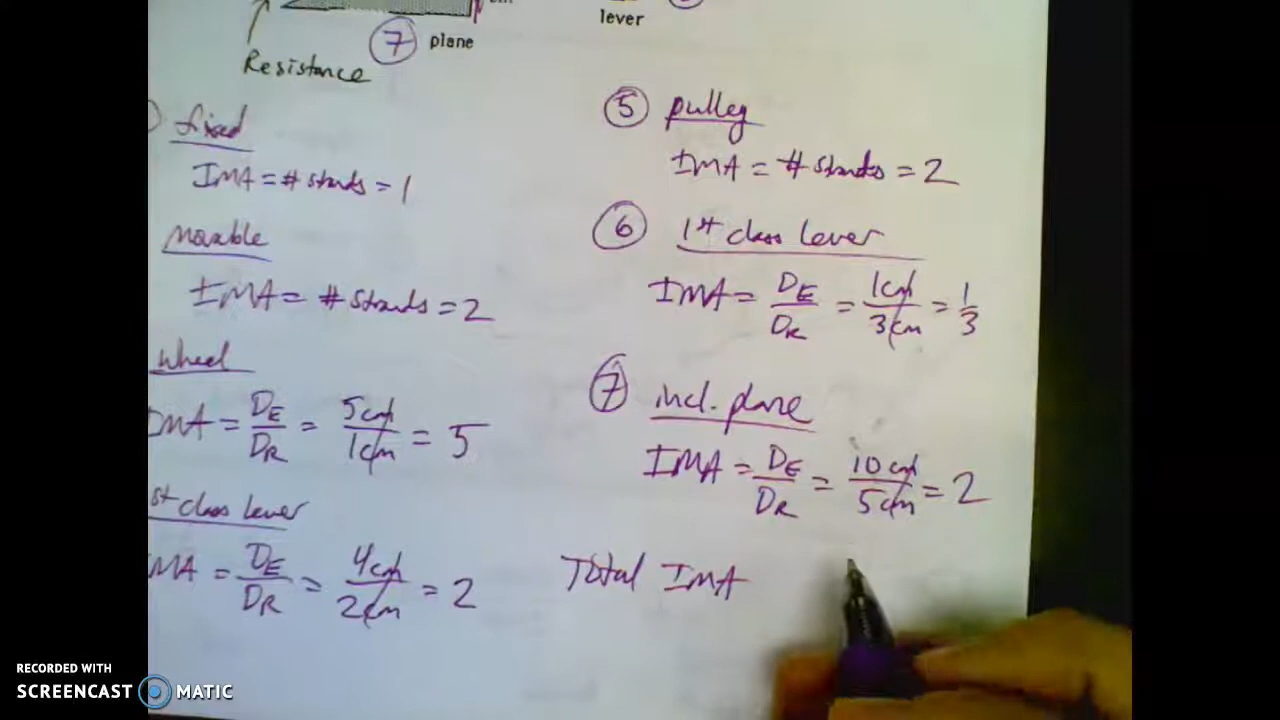 lever
7 plane
Resistance
fixed
IMA = # strands = 1
Movable
IMA = # strands = 2
Wheel
IMA = DE/DR = 5cm/1cm = 5
1st class lever
IMA = DE/DR = 4cm/2cm = 2
5 pulley
IMA = # strands = 2
6 1st class lever
IMA = DE/DR = 1cm/3cm = 1/3
7 incl. plane
IMA = DE/DR = 10cm/5cm = 2
Total IMA
RECORDED WITH
SCREENCAST MATIC